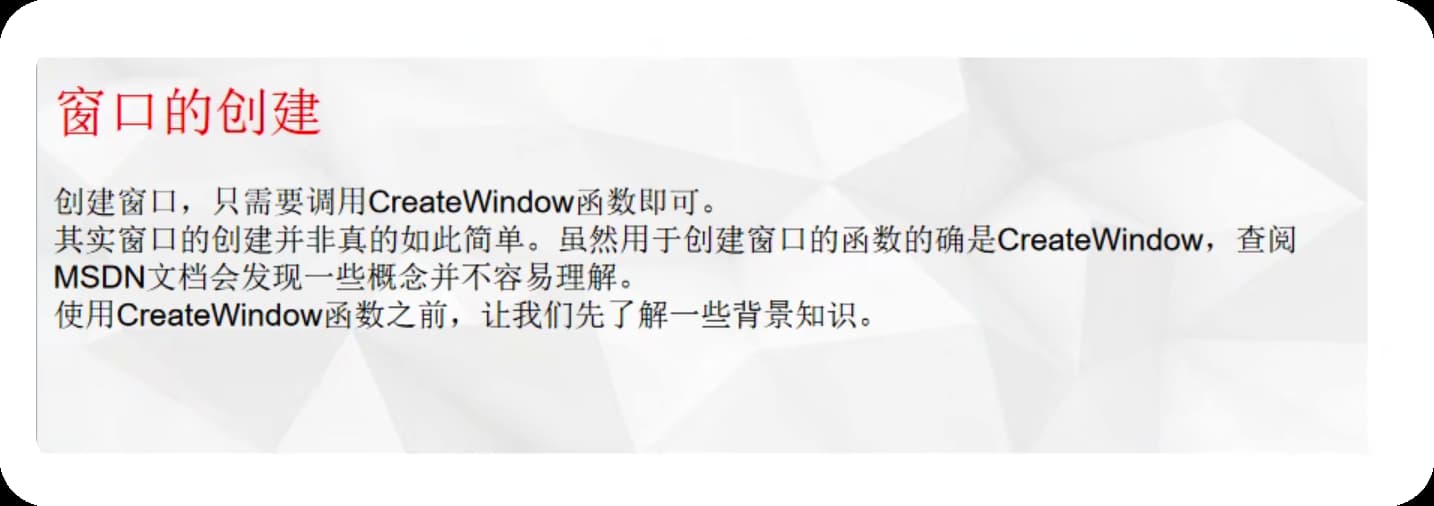 窗口的创建
创建窗口，只需要调用CreateWindow函数即可。
其实窗口的创建并非真的如此简单。虽然用于创建窗口的函数的确是CreateWindow，查阅
MSDN文档会发现一些概念并不容易理解。
使用CreateWindow函数之前，让我们先了解一些背景知识。